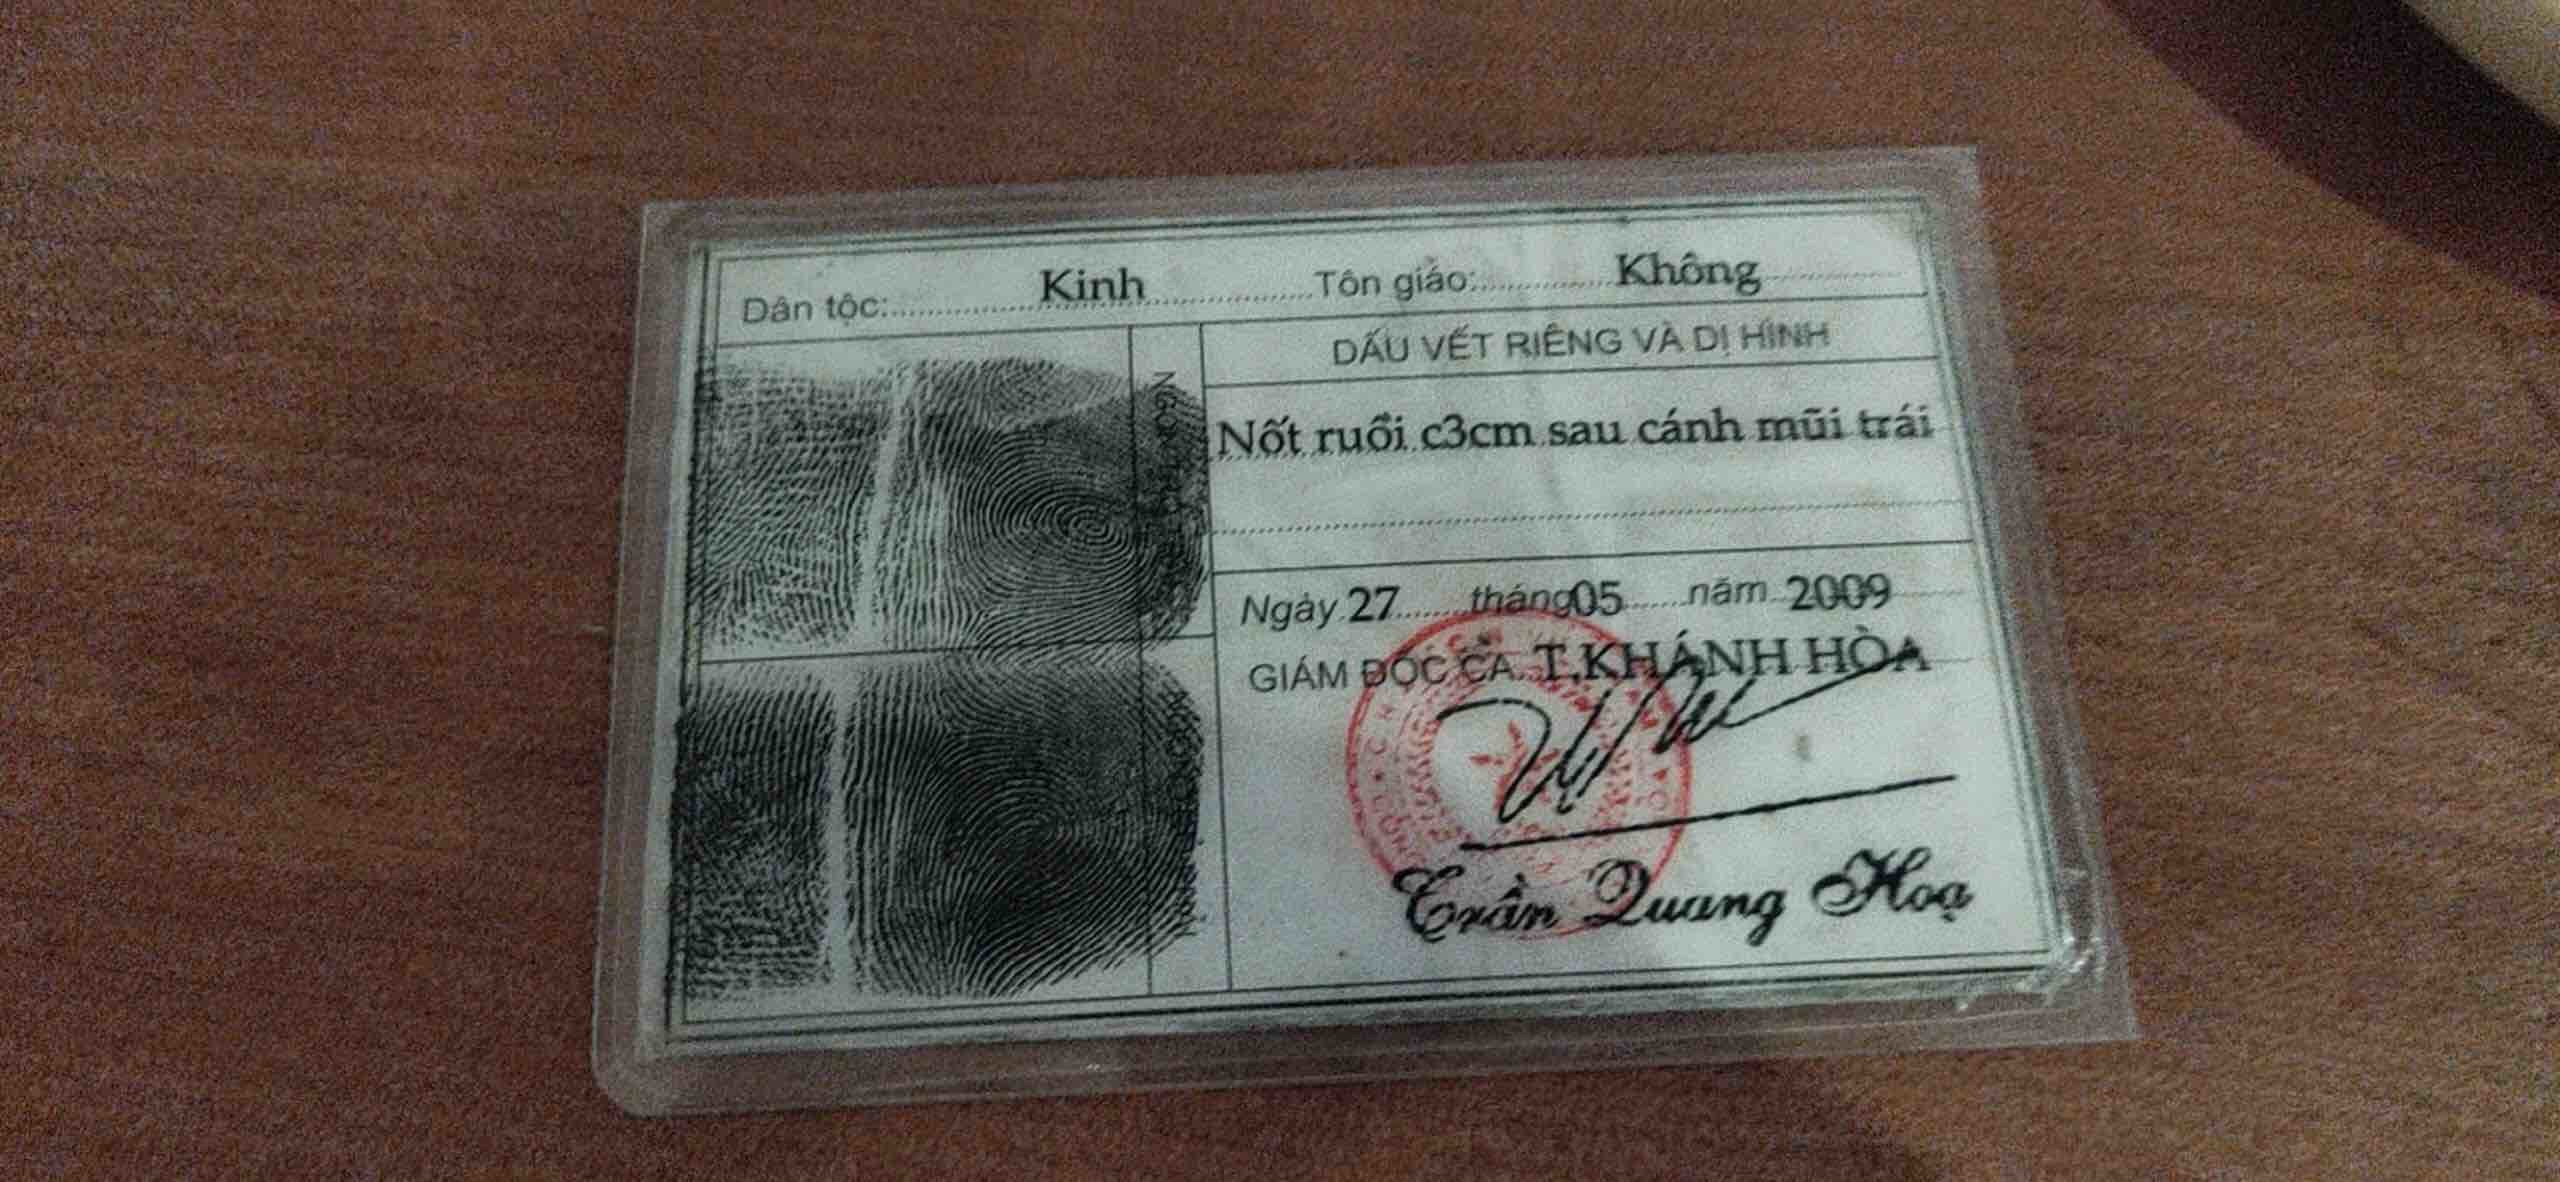 Dân tộc: Kinh Tôn giáo: Không
DẤU VẾT RIÊNG VÀ DỊ HÌNH
Nốt ruồi c3cm sau cánh mũi trái
Ngày 27 tháng 05 năm 2009
GIÁM ĐỐC CA T.KHÁNH HÒA
Trần Quang Hoạ